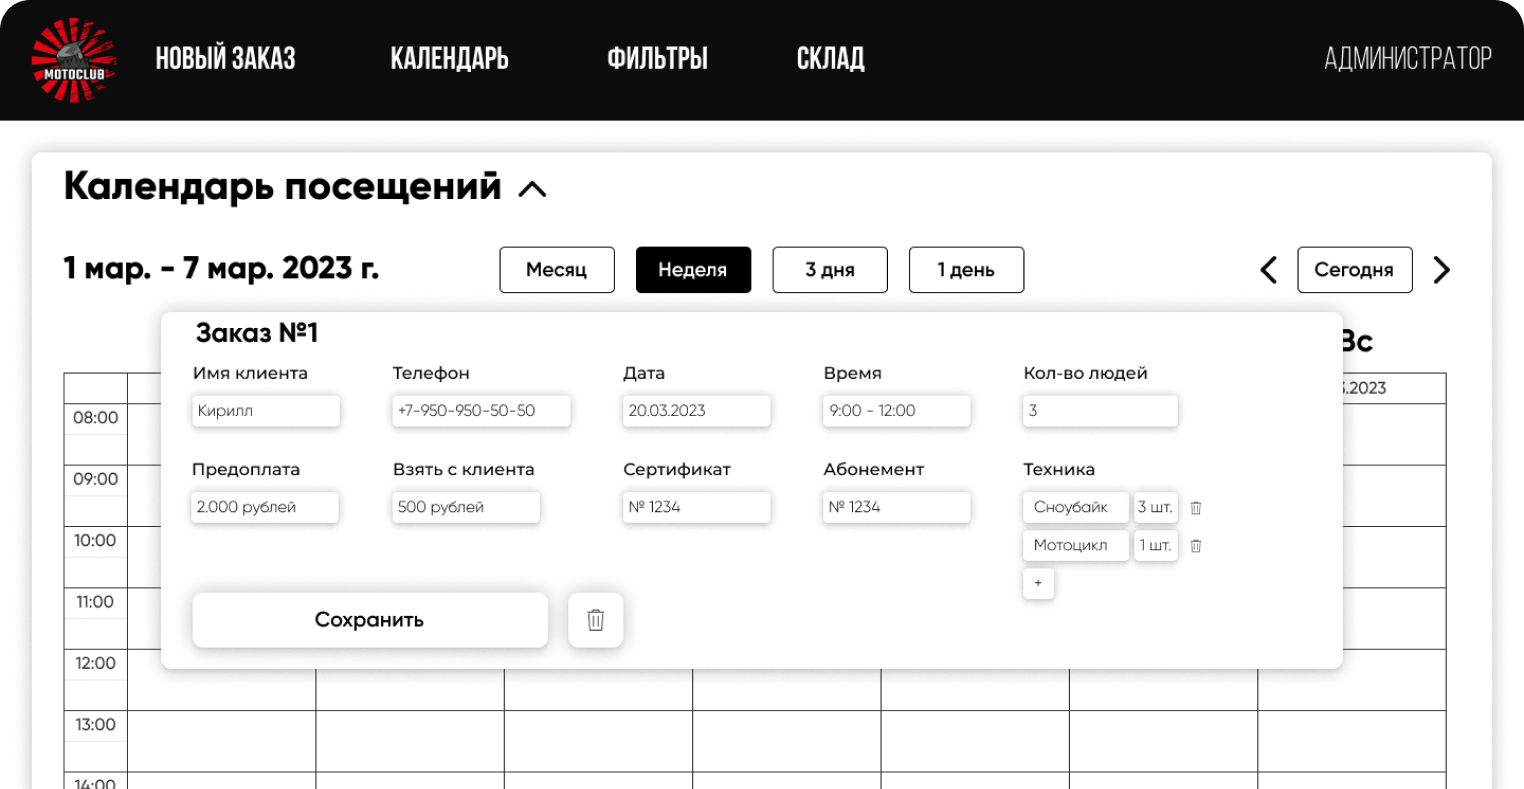 MOTOCLUB
НОВЫЙ ЗАКАЗ КАЛЕНДАРЬ ФИЛЬТРЫ СКЛАД АДМИНИСТРАТОР
Календарь посещений
1 мар. - 7 мар. 2023 г. Месяц Неделя 3 дня 1 день Сегодня
Заказ №1
Вс
Имя клиента Телефон Дата Время Кол-во людей
.2023
Кирилл +7-950-950-50-50 20.03.2023 9:00 - 12:00 3
08:00
Предоплата Взять с клиента Сертификат Абонемент Техника
09:00
2.000 рублей 500 рублей № 1234 № 1234 Сноубайк 3 шт.
10:00
Мотоцикл 1 шт.
+
11:00
Сохранить
12:00
13:00
14:00